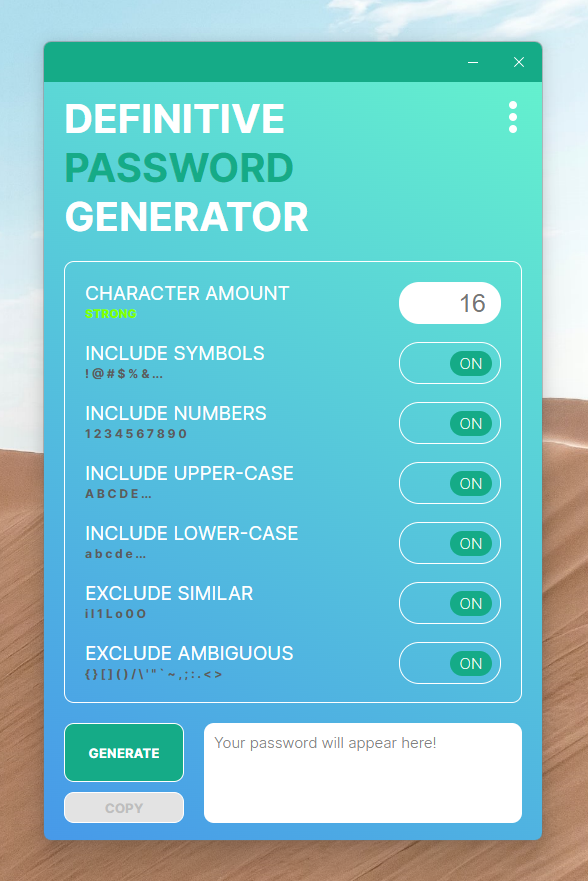 DEFINITIVE
PASSWORD
GENERATOR
CHARACTER AMOUNT
STRONG
16
INCLUDE SYMBOLS
!@#$%&...
ON
INCLUDE NUMBERS
1234567890
ON
INCLUDE UPPER-CASE
ABCDE...
ON
INCLUDE LOWER-CASE
abcde...
ON
EXCLUDE SIMILAR
iI1Lo0O
ON
EXCLUDE AMBIGUOUS
{}[]()/\'"`~,;:.<>
ON
GENERATE
Your password will appear here!
COPY